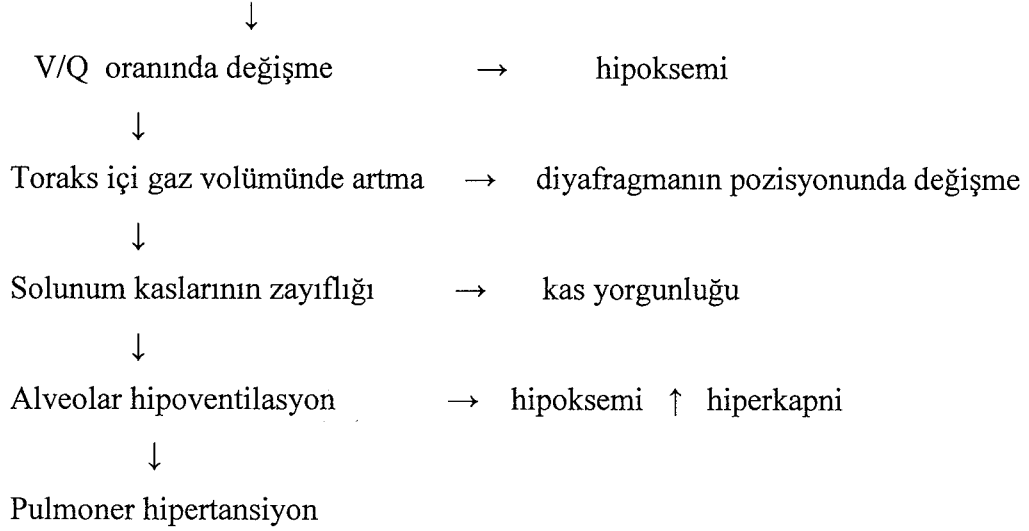 ↓
V/Q oranında değişme → hipoksemi
↓
Toraks içi gaz volümünde artma → diyafragmanın pozisyonunda değişme
↓
Solunum kaslarının zayıflığı → kas yorgunluğu
↓
Alveolar hipoventilasyon → hipoksemi ↑ hiperkapni
↓
Pulmoner hipertansiyon